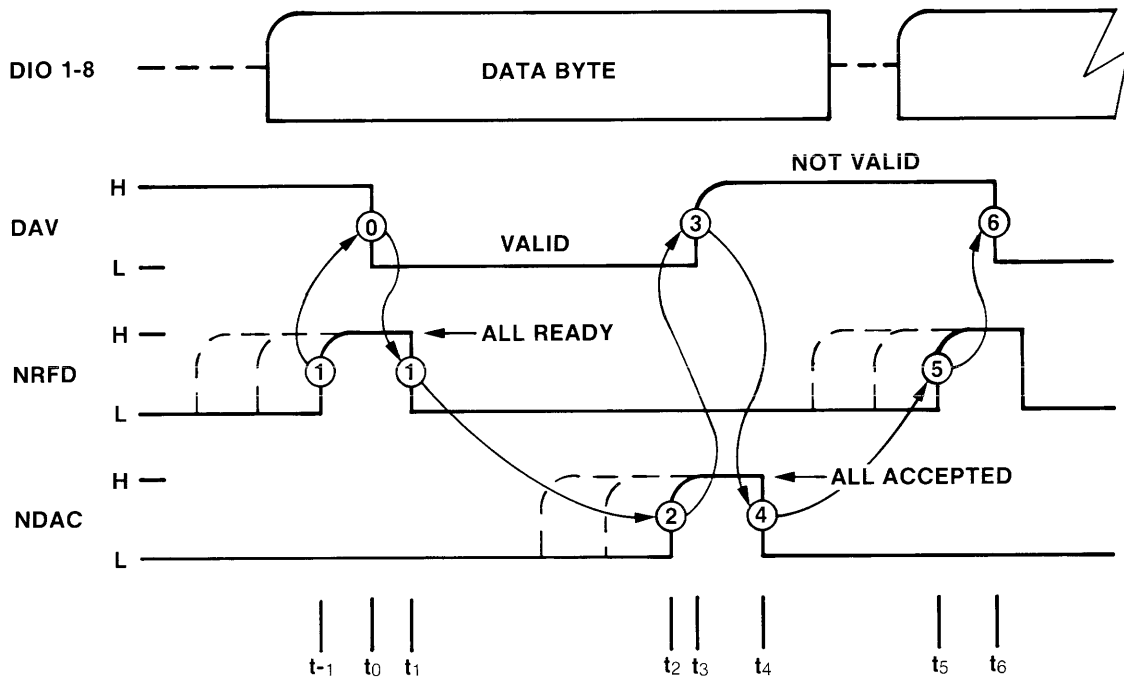 DIO 1-8
DATA BYTE
H
NOT VALID
DAV
0
3
6
VALID
L
H
ALL READY
NRFD
1
1
5
L
H
ALL ACCEPTED
NDAC
2
4
L
t-1 t0 t1 t2 t3 t4 t5 t6